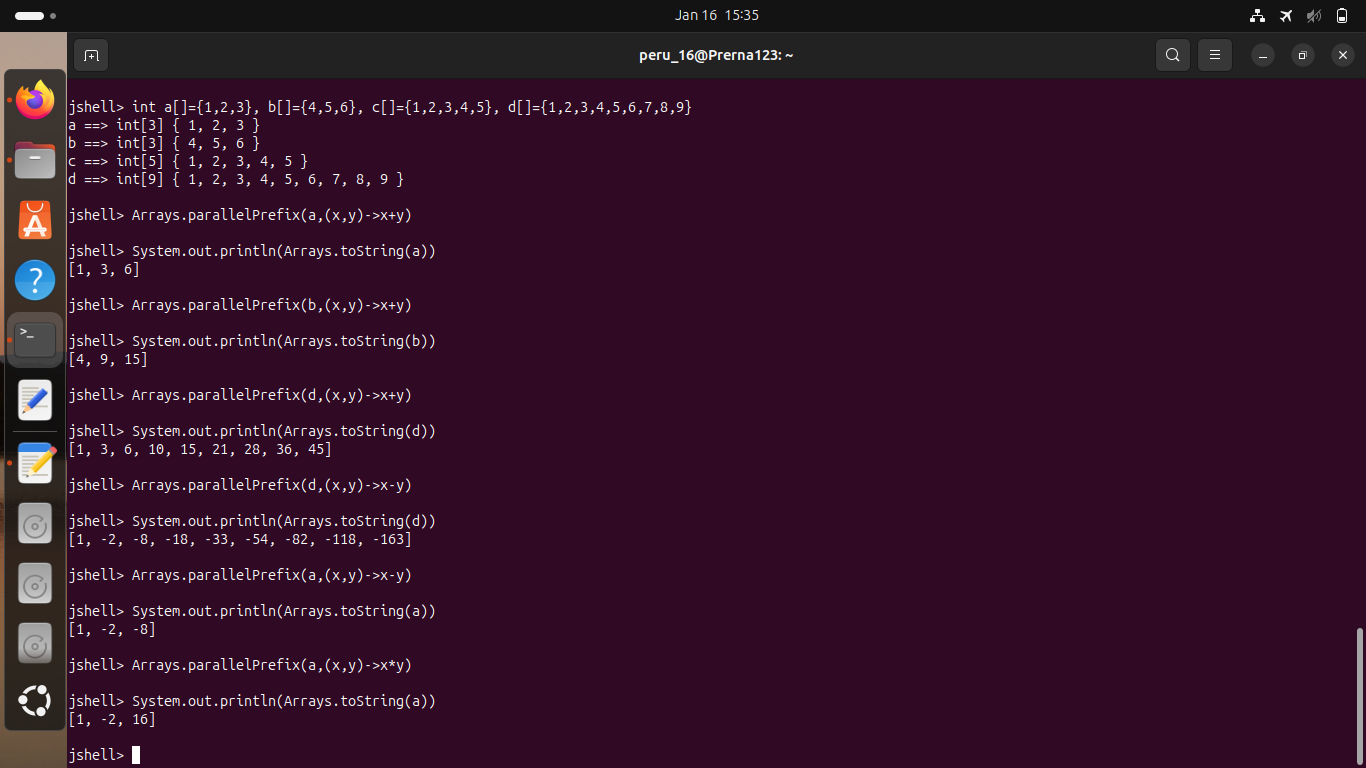 Jan 16 15:35
peru_16@Prerna123: ~
jshell> int a[]={1,2,3}, b[]={4,5,6}, c[]={1,2,3,4,5}, d[]={1,2,3,4,5,6,7,8,9}
a ==> int[3] { 1, 2, 3 }
b ==> int[3] { 4, 5, 6 }
c ==> int[5] { 1, 2, 3, 4, 5 }
d ==> int[9] { 1, 2, 3, 4, 5, 6, 7, 8, 9 }
jshell> Arrays.parallelPrefix(a,(x,y)->x+y)
jshell> System.out.println(Arrays.toString(a))
[1, 3, 6]
jshell> Arrays.parallelPrefix(b,(x,y)->x+y)
jshell> System.out.println(Arrays.toString(b))
[4, 9, 15]
jshell> Arrays.parallelPrefix(d,(x,y)->x+y)
jshell> System.out.println(Arrays.toString(d))
[1, 3, 6, 10, 15, 21, 28, 36, 45]
jshell> Arrays.parallelPrefix(d,(x,y)->x-y)
jshell> System.out.println(Arrays.toString(d))
[1, -2, -8, -18, -33, -54, -82, -118, -163]
jshell> Arrays.parallelPrefix(a,(x,y)->x-y)
jshell> System.out.println(Arrays.toString(a))
[1, -2, -8]
jshell> Arrays.parallelPrefix(a,(x,y)->x*y)
jshell> System.out.println(Arrays.toString(a))
[1, -2, 16]
jshell>